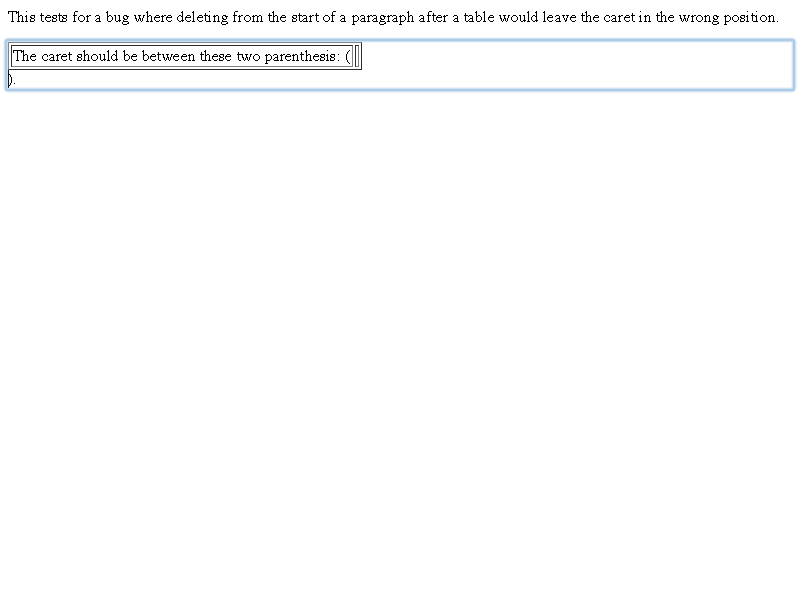 This tests for a bug where deleting from the start of a paragraph after a table would leave the caret in the wrong position.
The caret should be between these two parenthesis: (
).